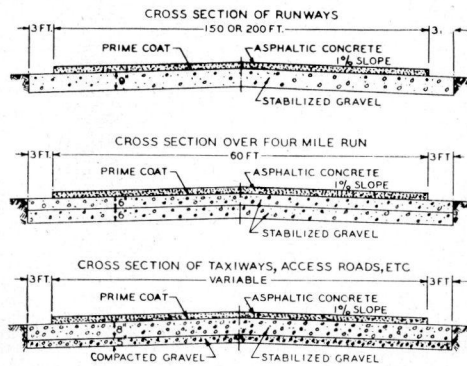 CROSS SECTION OF RUNWAYS
3 FT. 150 OR 200 FT. 3
PRIME COAT ASPHALTIC CONCRETE
1% SLOPE
STABILIZED GRAVEL
CROSS SECTION OVER FOUR MILE RUN
3 FT 60 FT 3 FT
PRIME COAT ASPHALTIC CONCRETE
1% SLOPE
6"
6"
STABILIZED GRAVEL
CROSS SECTION OF TAXIWAYS, ACCESS ROADS, ETC
3 FT VARIABLE 3 FT
PRIME COAT ASPHALTIC CONCRETE
1% SLOPE
COMPACTED GRAVEL STABILIZED GRAVEL